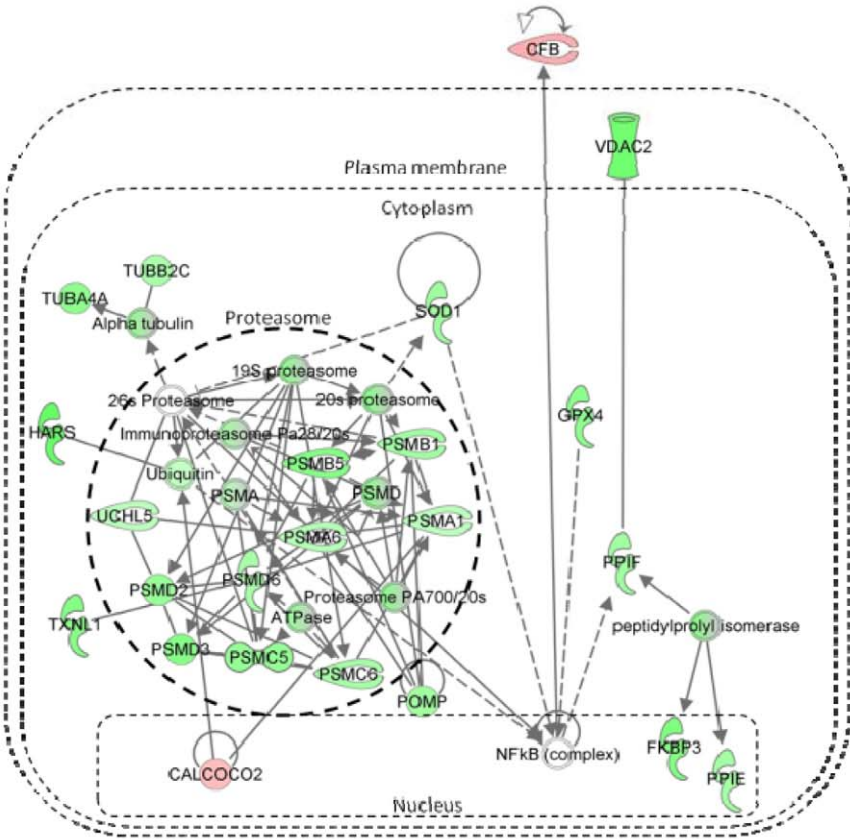 CFB
VDAC2
Plasma membrane
Cytoplasm
TUBB2C
TUBA4A
SOD1
Alpha tubulin
Proteasome
19S proteasome
26s Proteasome
20s proteasome
GPX4
HARS
Immunoproteasome Pa28/20s
PSMB1
PSMB5
Ubiquitin
PSMA
PSMD
UCHL5
PSMA1
PSMA6
PPIF
PSMD2
PSMD6
Proteasome PA700/20s
TXNL1
ATPase
peptidylprolyl isomerase
PSMD3
PSMC5
PSMC6
POMP
NFkB (complex)
FKBP3
CALCOCO2
PPIE
Nucleus